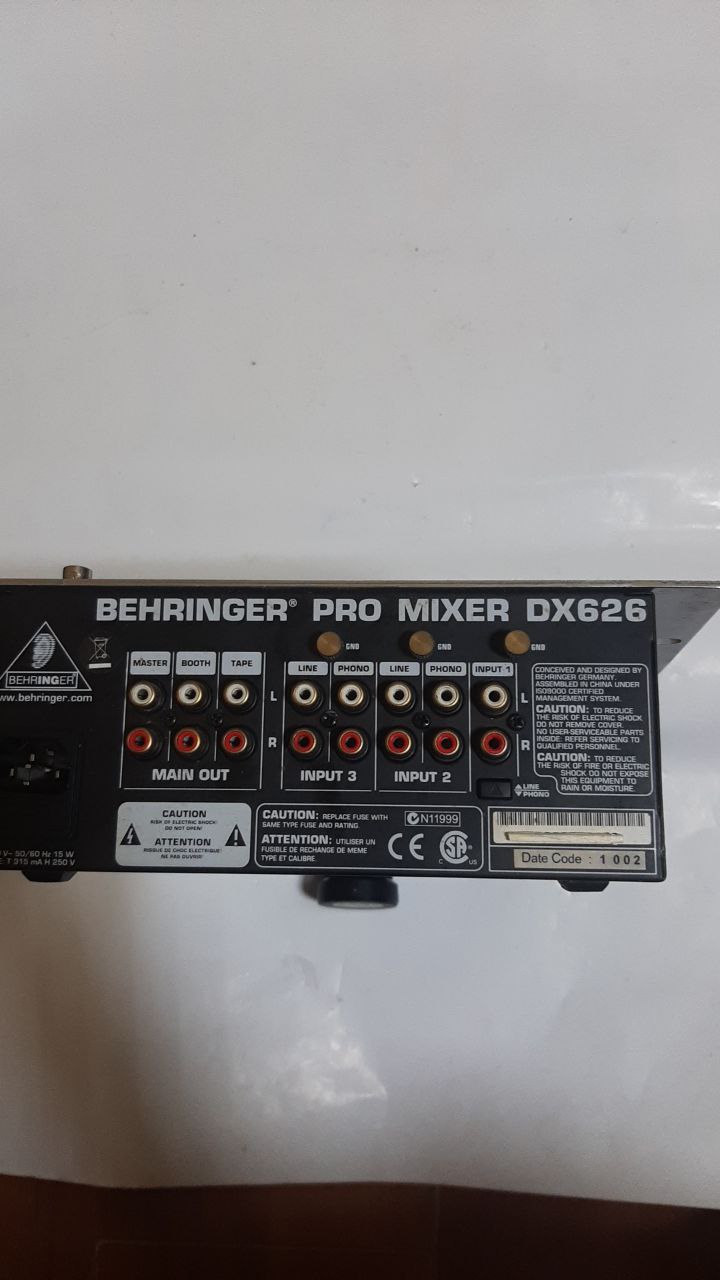 BEHRINGER® PRO MIXER DX626
GND
GND
GND
BEHRINGER
www.behringer.com
MASTER BOOTH TAPE
L
R
MAIN OUT
LINE PHONO LINE PHONO INPUT 1
L
R
INPUT 3 INPUT 2
LINE
PHONO
CONCEIVED AND DESIGNED BY
BEHRINGER GERMANY.
ASSEMBLED IN CHINA UNDER
ISO9000 CERTIFIED
MANAGEMENT SYSTEM.
CAUTION: TO REDUCE
THE RISK OF ELECTRIC SHOCK
DO NOT REMOVE COVER.
NO USER-SERVICEABLE PARTS
INSIDE: REFER SERVICING TO
QUALIFIED PERSONNEL.
CAUTION: TO REDUCE
THE RISK OF FIRE OR ELECTRIC
SHOCK DO NOT EXPOSE
THIS EQUIPMENT TO
RAIN OR MOISTURE.
V~ 50/60 Hz 15 W
T 315 mA H 250 V
CAUTION
RISK OF ELECTRIC SHOCK!
DO NOT OPEN!
ATTENTION
RISQUE DE CHOC ELECTRIQUE!
NE PAS OUVRIR!
CAUTION: REPLACE FUSE WITH
SAME TYPE FUSE AND RATING.
ATTENTION: UTILISER UN
FUSIBLE DE RECHANGE DE MEME
TYPE ET CALIBRE
N11999
CE
C SA® US
Date Code : 1 002